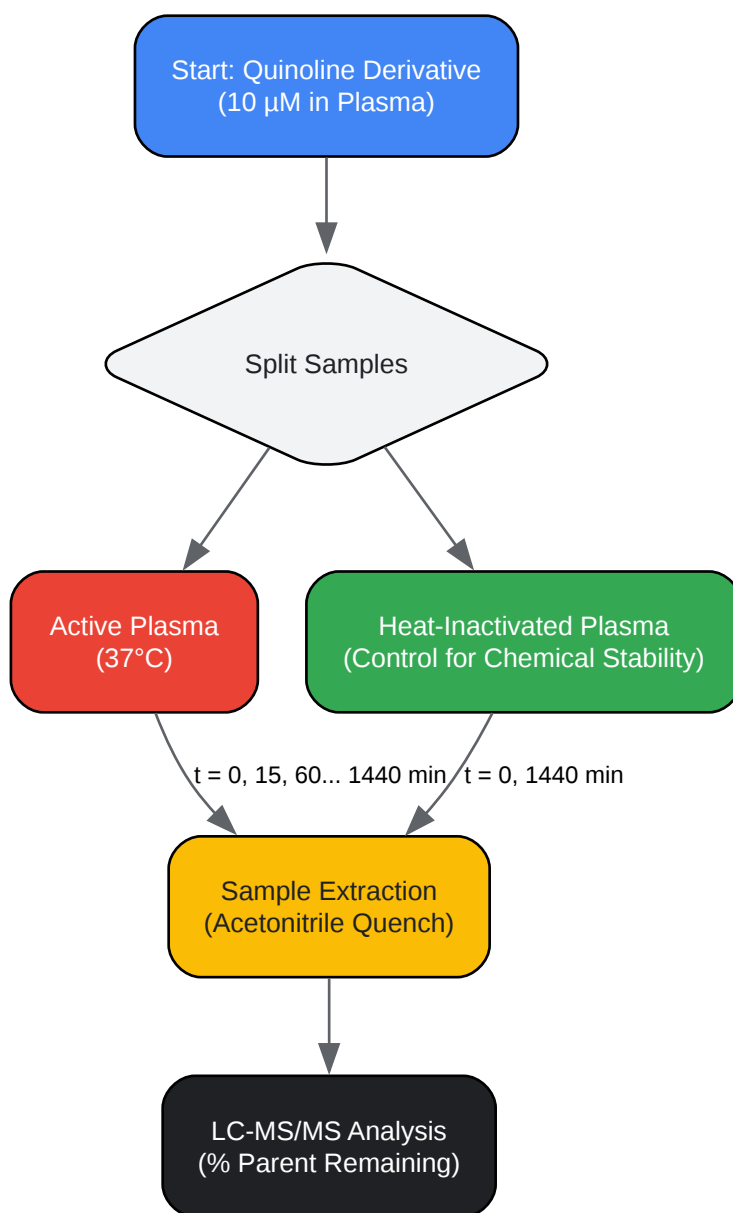 Start: Quinoline Derivative
(10 µM in Plasma)
Split Samples
Active Plasma
(37°C)
Heat-Inactivated Plasma
(Control for Chemical Stability)
t = 0, 15, 60... 1440 min
t = 0, 1440 min
Sample Extraction
(Acetonitrile Quench)
LC-MS/MS Analysis
(% Parent Remaining)